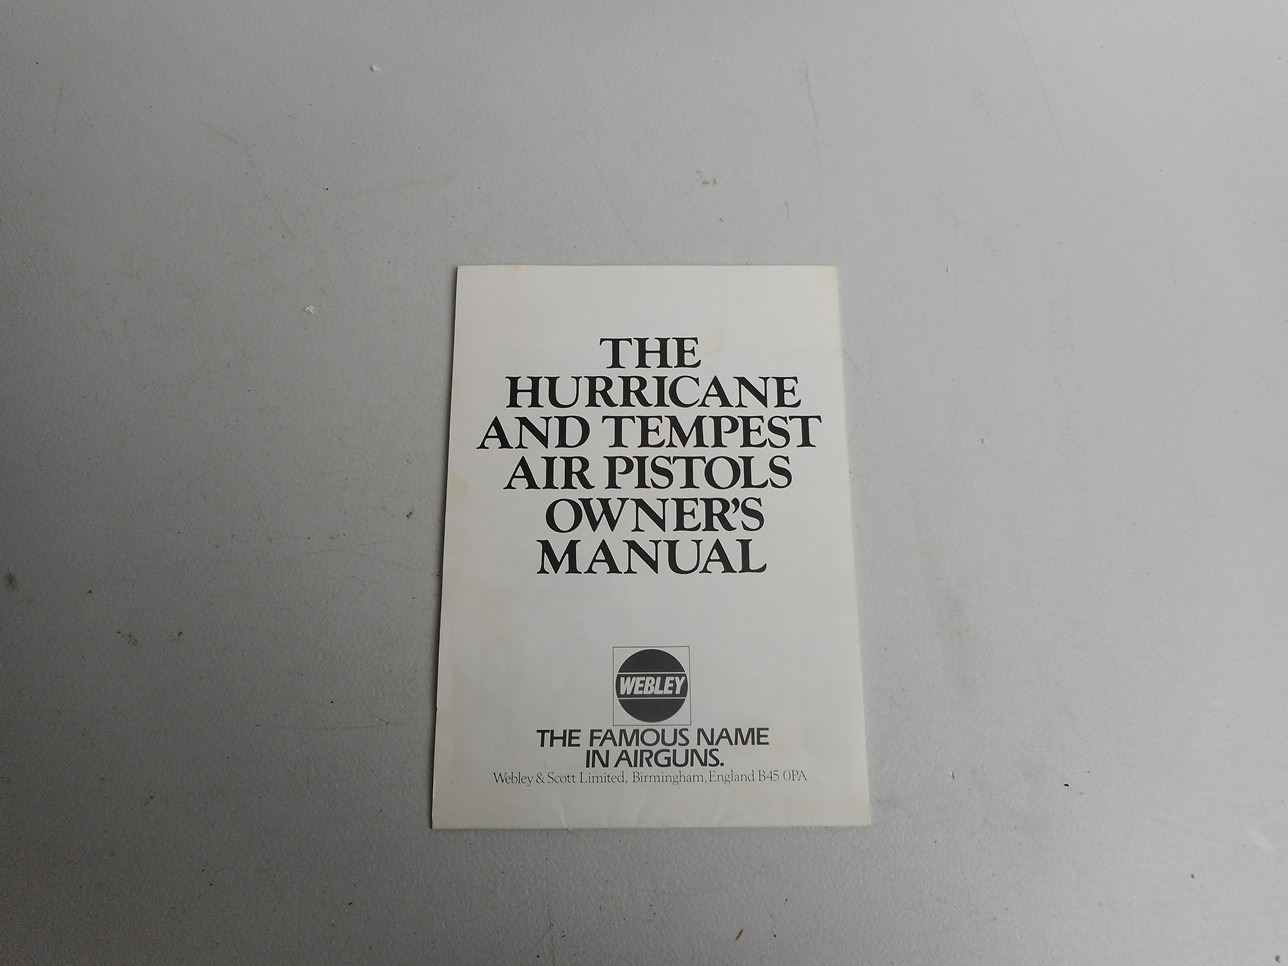 THE
HURRICANE
AND TEMPEST
AIR PISTOLS
OWNER'S
MANUAL
WEBLEY
THE FAMOUS NAME
IN AIRGUNS.
Webley & Scott Limited, Birmingham, England B45 0PA